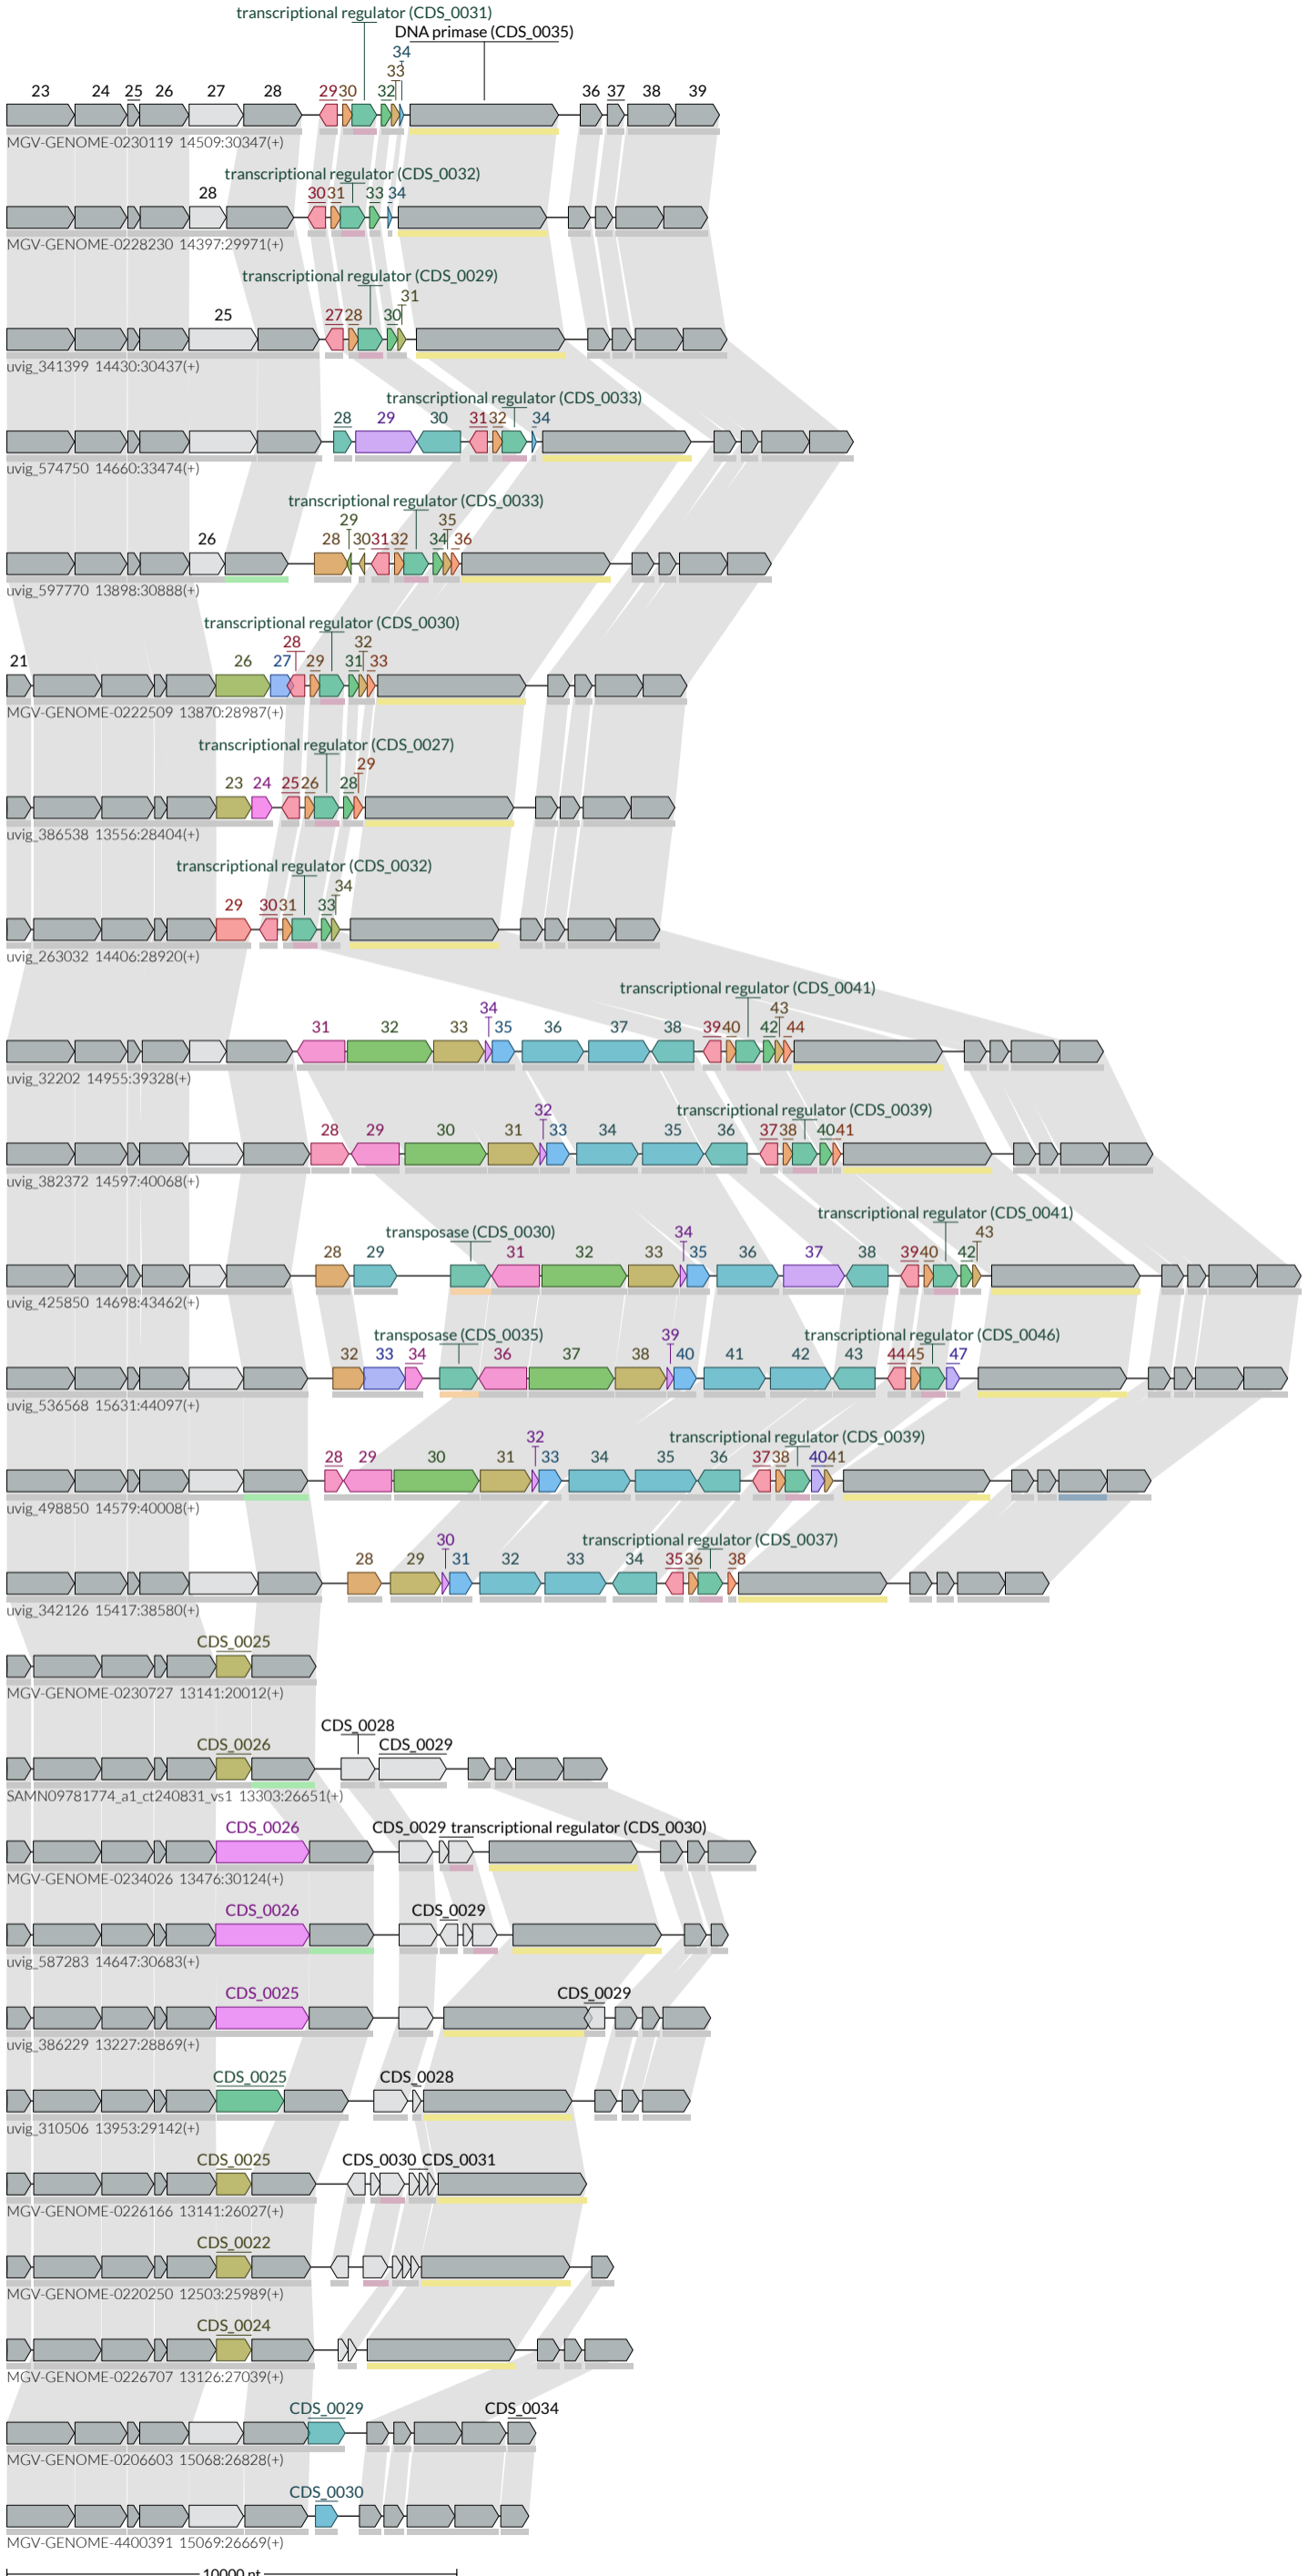 transcriptional regulator (CDS_0031)
DNA primase (CDS_0035)
34
33
23 24 25 26 27 28 29 30 32 36 37 38 39
MGV-GENOME-0230119 14509:30347(+)
transcriptional regulator (CDS_0032)
28 30 31 33 34
MGV-GENOME-0228230 14397:29971(+)
transcriptional regulator (CDS_0029)
31
25 27 28 30
uvig_341399 14430:30437(+)
transcriptional regulator (CDS_0033)
28 29 30 31 32 34
uvig_574750 14660:33474(+)
transcriptional regulator (CDS_0033)
29 35
26 28 30 31 32 34 36
uvig_597770 13898:30888(+)
transcriptional regulator (CDS_0030)
28 32
21 26 27 29 31 33
MGV-GENOME-0222509 13870:28987(+)
transcriptional regulator (CDS_0027)
29
23 24 25 26 28
uvig_386538 13556:28404(+)
transcriptional regulator (CDS_0032)
34
29 30 31 33
uvig_263032 14406:28920(+)
transcriptional regulator (CDS_0041)
34 43
31 32 33 35 36 37 38 39 40 42 44
uvig_32202 14955:39328(+)
transcriptional regulator (CDS_0039)
32
28 29 30 31 33 34 35 36 37 38 40 41
uvig_382372 14597:40068(+)
transcriptional regulator (CDS_0041)
transposase (CDS_0030)
34 43
28 29 31 32 33 35 36 37 38 39 40 42
uvig_425850 14698:43462(+)
transposase (CDS_0035) 39 transcriptional regulator (CDS_0046)
32 33 34 36 37 38 40 41 42 43 44 45 47
uvig_536568 15631:44097(+)
transcriptional regulator (CDS_0039)
32
28 29 30 31 33 34 35 36 37 38 40 41
uvig_498850 14579:40008(+)
transcriptional regulator (CDS_0037)
30
28 29 31 32 33 34 35 36 38
uvig_342126 15417:38580(+)
CDS_0025
MGV-GENOME-0230727 13141:20012(+)
CDS_0028
CDS_0026 CDS_0029
SAMN09781774_a1_ct240831_vs1 13303:26651(+)
CDS_0026 CDS_0029 transcriptional regulator (CDS_0030)
MGV-GENOME-0234026 13476:30124(+)
CDS_0026 CDS_0029
uvig_587283 14647:30683(+)
CDS_0025 CDS_0029
uvig_386229 13227:28869(+)
CDS_0025 CDS_0028
uvig_310506 13953:29142(+)
CDS_0025 CDS_0030 CDS_0031
MGV-GENOME-0226166 13141:26027(+)
CDS_0022
MGV-GENOME-0220250 12503:25989(+)
CDS_0024
MGV-GENOME-0226707 13126:27039(+)
CDS_0029 CDS_0034
MGV-GENOME-0206603 15068:26828(+)
CDS_0030
MGV-GENOME-4400391 15069:26669(+)
10000 nt